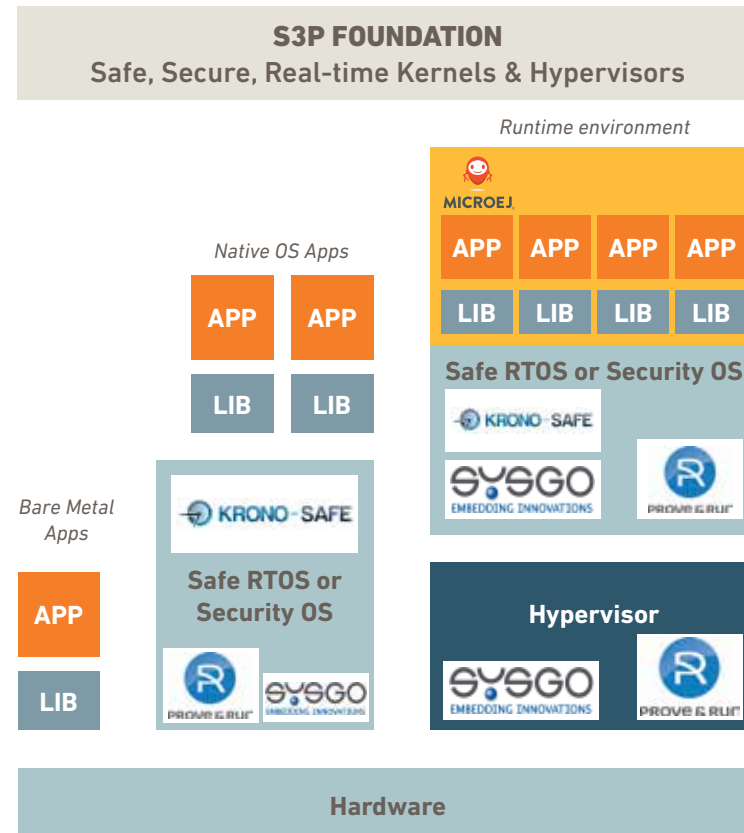 S3P FOUNDATION
Safe, Secure, Real-time Kernels & Hypervisors
Runtime environment
MICROEJ
APP APP APP APP
LIB LIB LIB LIB
Native OS Apps
APP APP
LIB LIB
Safe RTOS or Security OS
KRONO-SAFE
SYSGO
EMBEDDING INNOVATIONS
PROVE & RUN
Bare Metal
Apps
APP
LIB
KRONO-SAFE
Safe RTOS or
Security OS
PROVE & RUN
SYSGO
EMBEDDING INNOVATIONS
Hypervisor
SYSGO
EMBEDDING INNOVATIONS
PROVE & RUN
Hardware